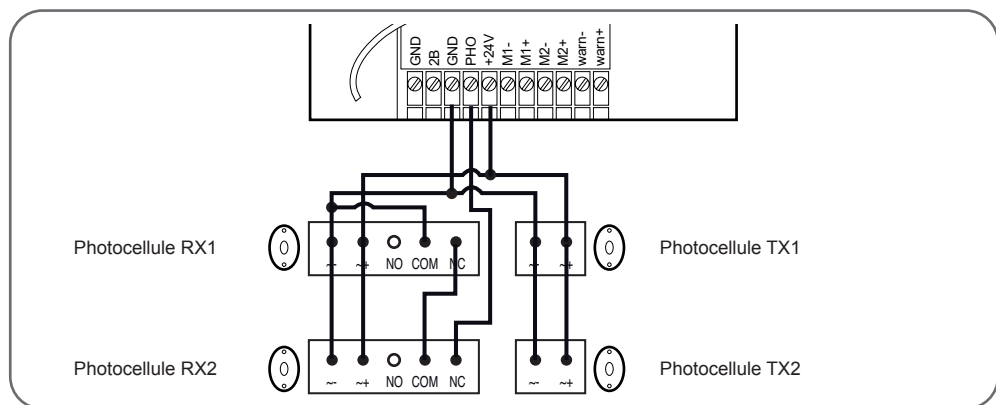 GND 2B GND PHO +24V M1- M1+ M2- M2+ warn- warn+
Photocellule RX1
~- ~+ NO COM NC
~- ~+
Photocellule TX1
Photocellule RX2
~- ~+ NO COM NC
~- ~+
Photocellule TX2